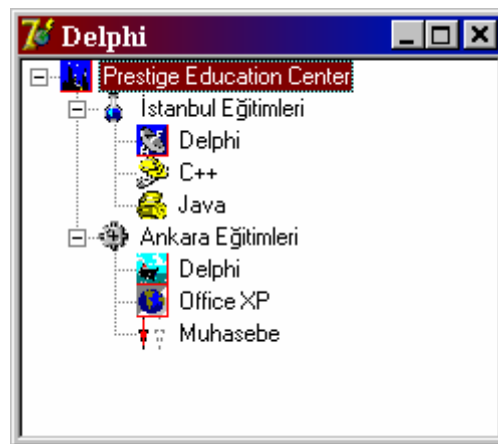 Delphi
Prestige Education Center
İstanbul Eğitimleri
Delphi
C++
Java
Ankara Eğitimleri
Delphi
Office XP
Muhasebe